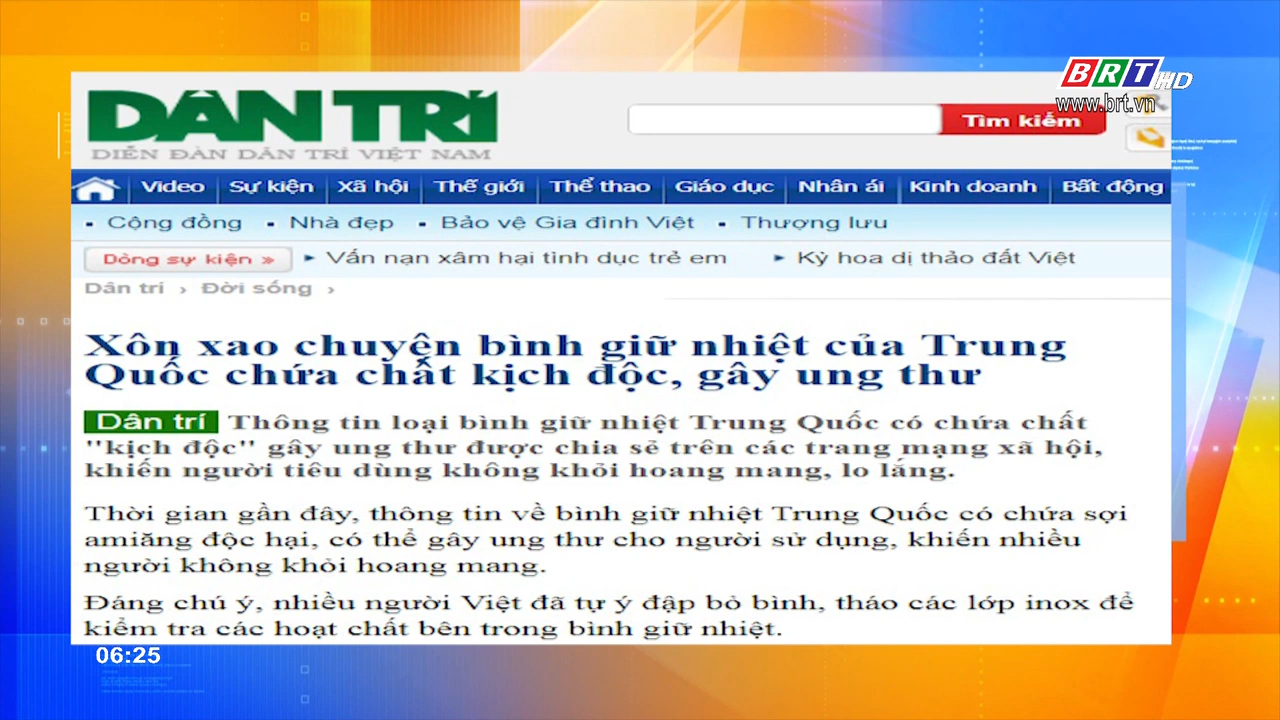 BRTHD
www.brt.vn
DÂN TRÍ
DIỄN ĐÀN DÂN TRÍ VIỆT NAM
Tìm kiếm
Video Sự kiện Xã hội Thế giới Thể thao Giáo dục Nhân ái Kinh doanh Bất động
Cộng đồng Nhà đẹp Bảo vệ Gia đình Việt Thượng lưu
Dòng sự kiện » Vấn nạn xâm hại tình dục trẻ em Kỳ hoa dị thảo đất Việt
Dân trí › Đời sống ›
Xôn xao chuyện bình giữ nhiệt của Trung
Quốc chứa chất kịch độc, gây ung thư
Dân trí Thông tin loại bình giữ nhiệt Trung Quốc có chứa chất
"kịch độc" gây ung thư được chia sẻ trên các trang mạng xã hội,
khiến người tiêu dùng không khỏi hoang mang, lo lắng.
Thời gian gần đây, thông tin về bình giữ nhiệt Trung Quốc có chứa sợi
amiăng độc hại, có thể gây ung thư cho người sử dụng, khiến nhiều
người không khỏi hoang mang.
Đáng chú ý, nhiều người Việt đã tự ý đập bỏ bình, tháo các lớp inox để
kiểm tra các hoạt chất bên trong bình giữ nhiệt.
06:25